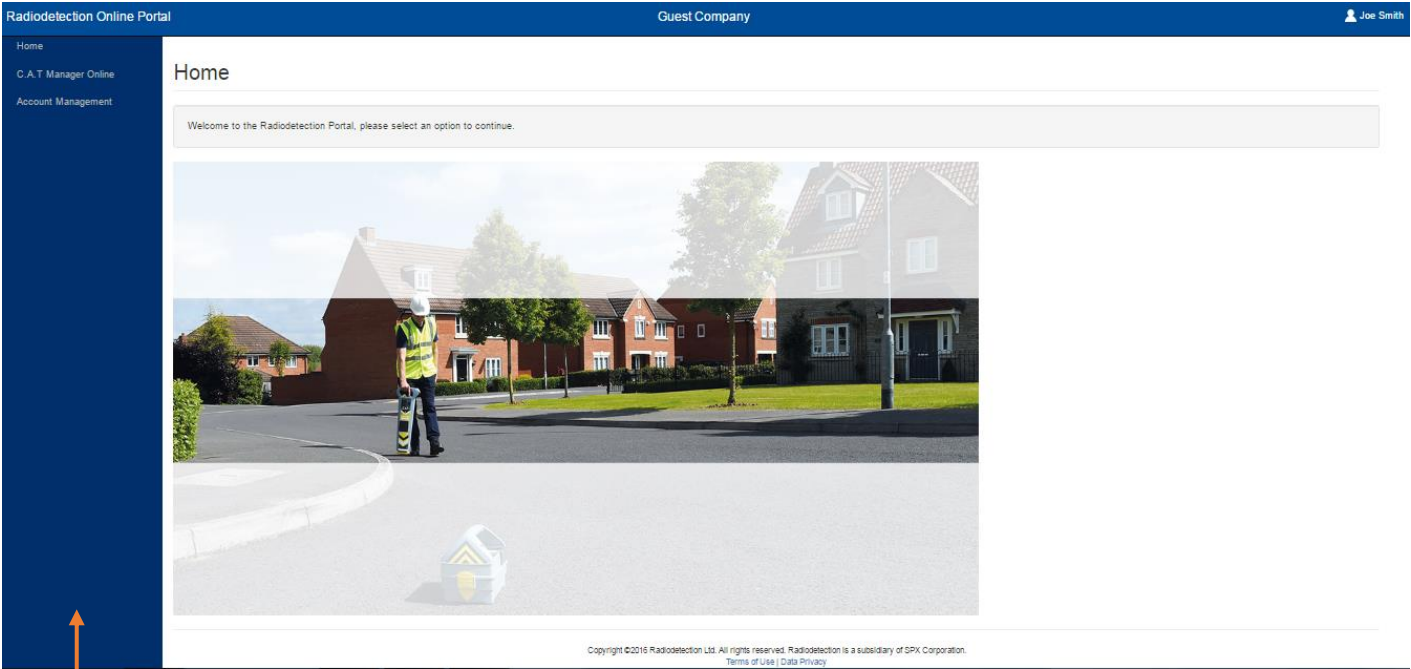 Radiodetection Online Portal
Guest Company
Joe Smith
Home
C.A.T Manager Online
Account Management
Home
Welcome to the Radiodetection Portal, please select an option to continue.
Copyright ©2016 Radiodetection Ltd. All rights reserved. Radiodetection is a subsidiary of SPX Corporation.
Terms of Use | Data Privacy